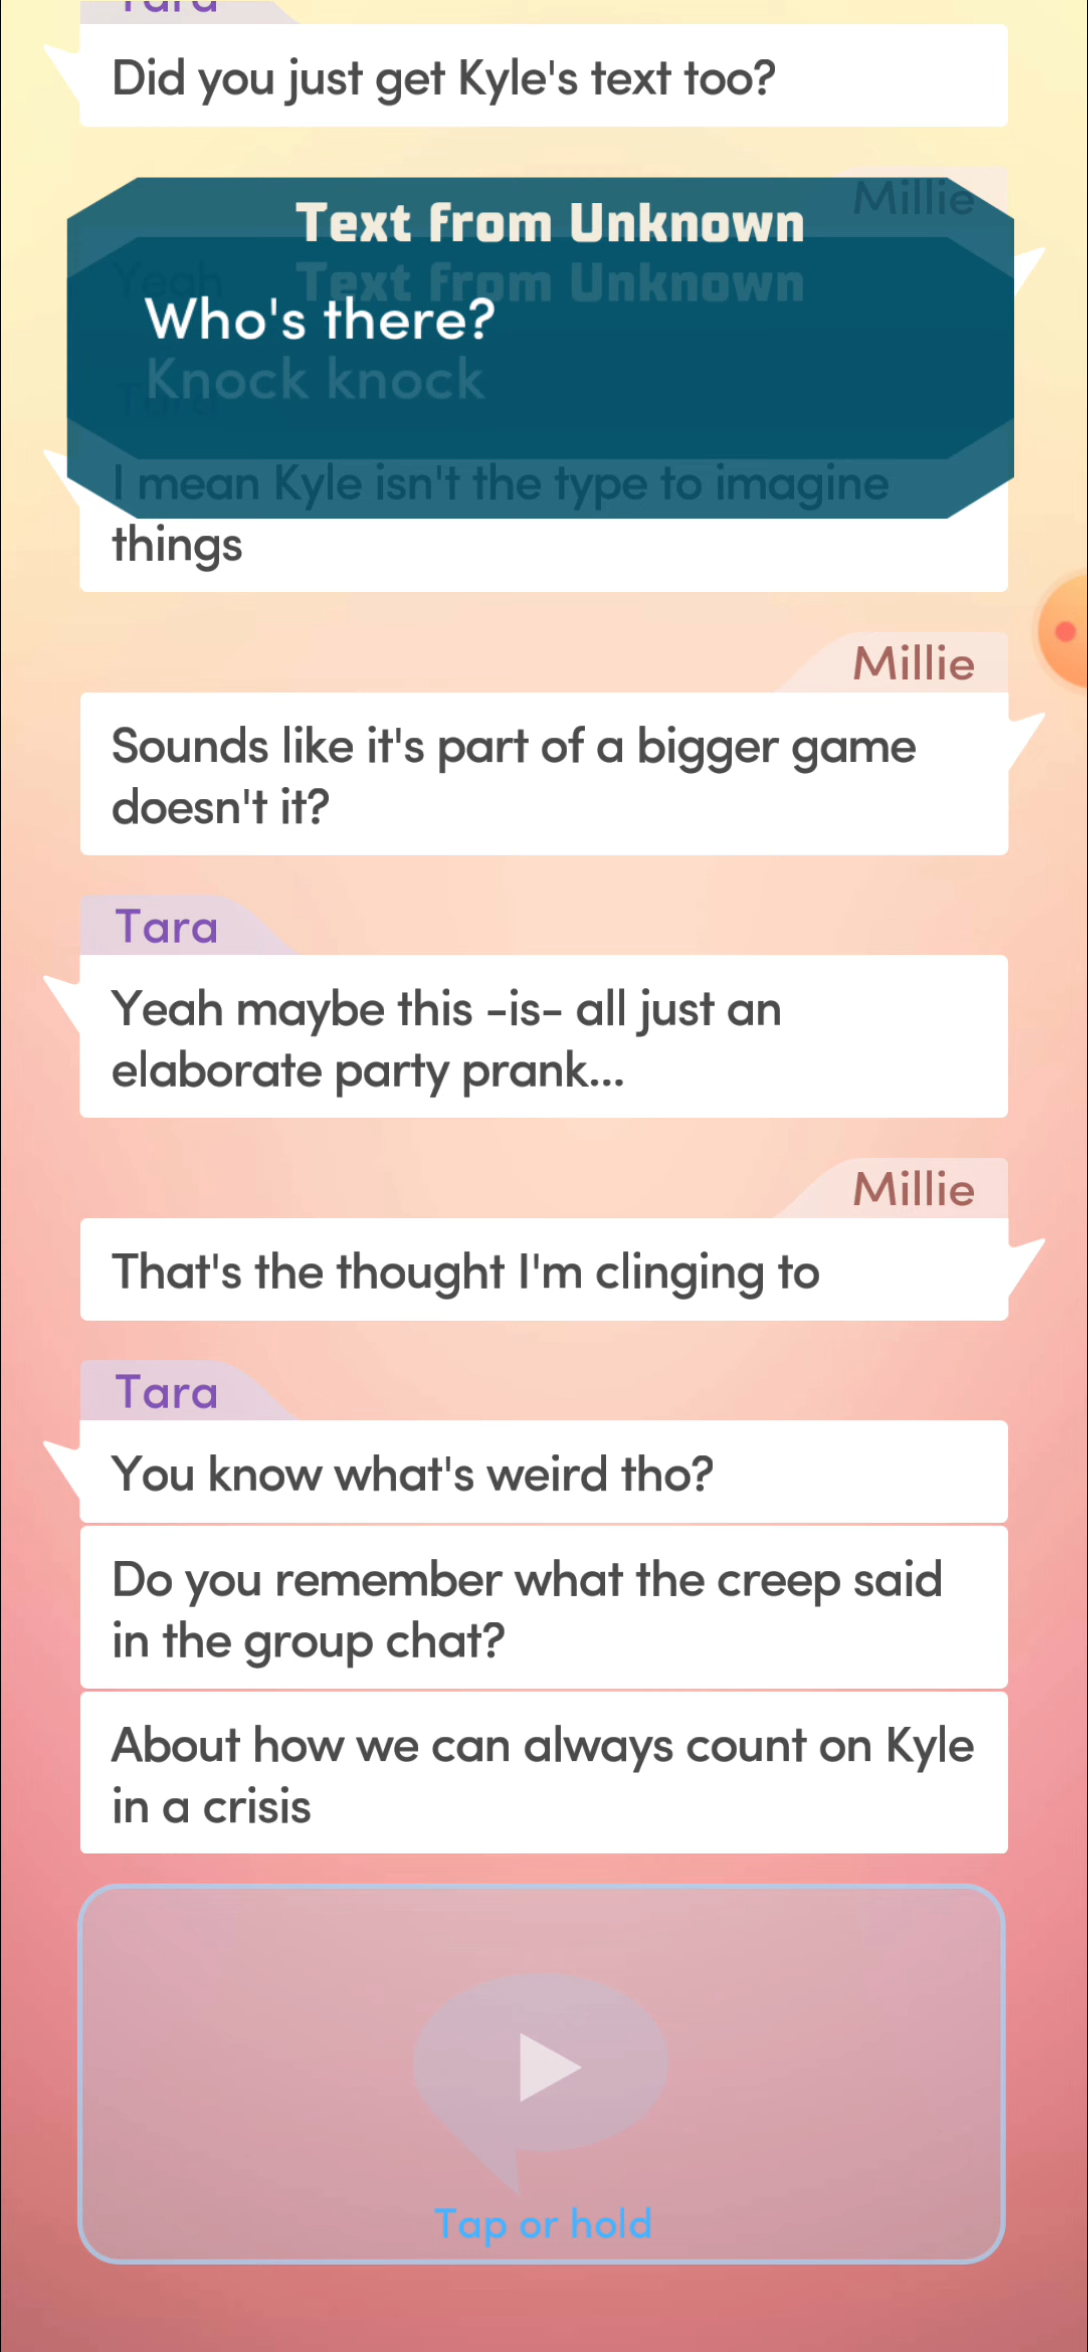 Tara
Did you just get Kyle's text too?
Millie
Text from Unknown
Yeah
Text from Unknown
Who's there?
Knock knock
Tara
I mean Kyle isn't the type to imagine
things
Millie
Sounds like it's part of a bigger game
doesn't it?
Tara
Yeah maybe this -is- all just an
elaborate party prank...
Millie
That's the thought I'm clinging to
Tara
You know what's weird tho?
Do you remember what the creep said
in the group chat?
About how we can always count on Kyle
in a crisis
Tap or hold